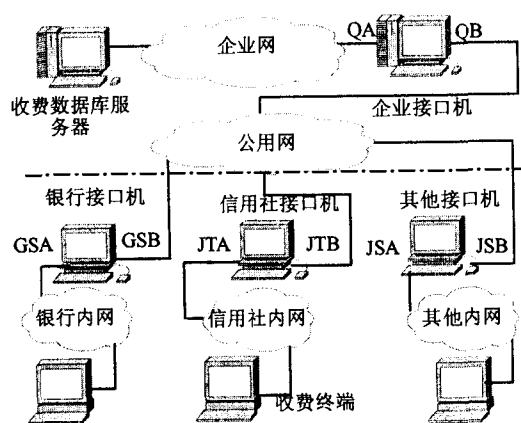 企业网
QA
QB
收费数据库服
务器
企业接口机
公用网
银行接口机
信用社接口机
其他接口机
GSA
GSB
JTA
JTB
JSA
JSB
银行内网
信用社内网
其他内网
收费终端